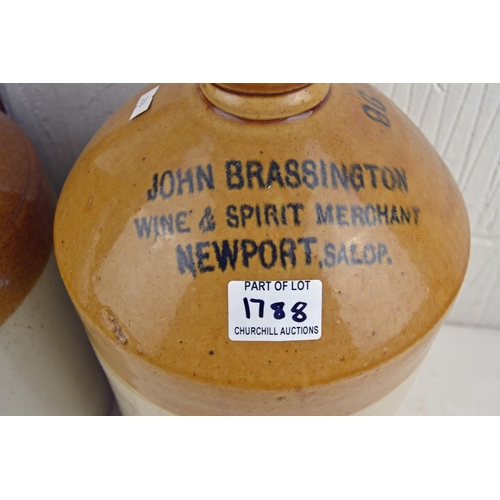 JOHN BRASSINGTON
WINE & SPIRIT MERCHANT
NEWPORT, SALOP.
PART OF LOT
1788
CHURCHILL AUCTIONS